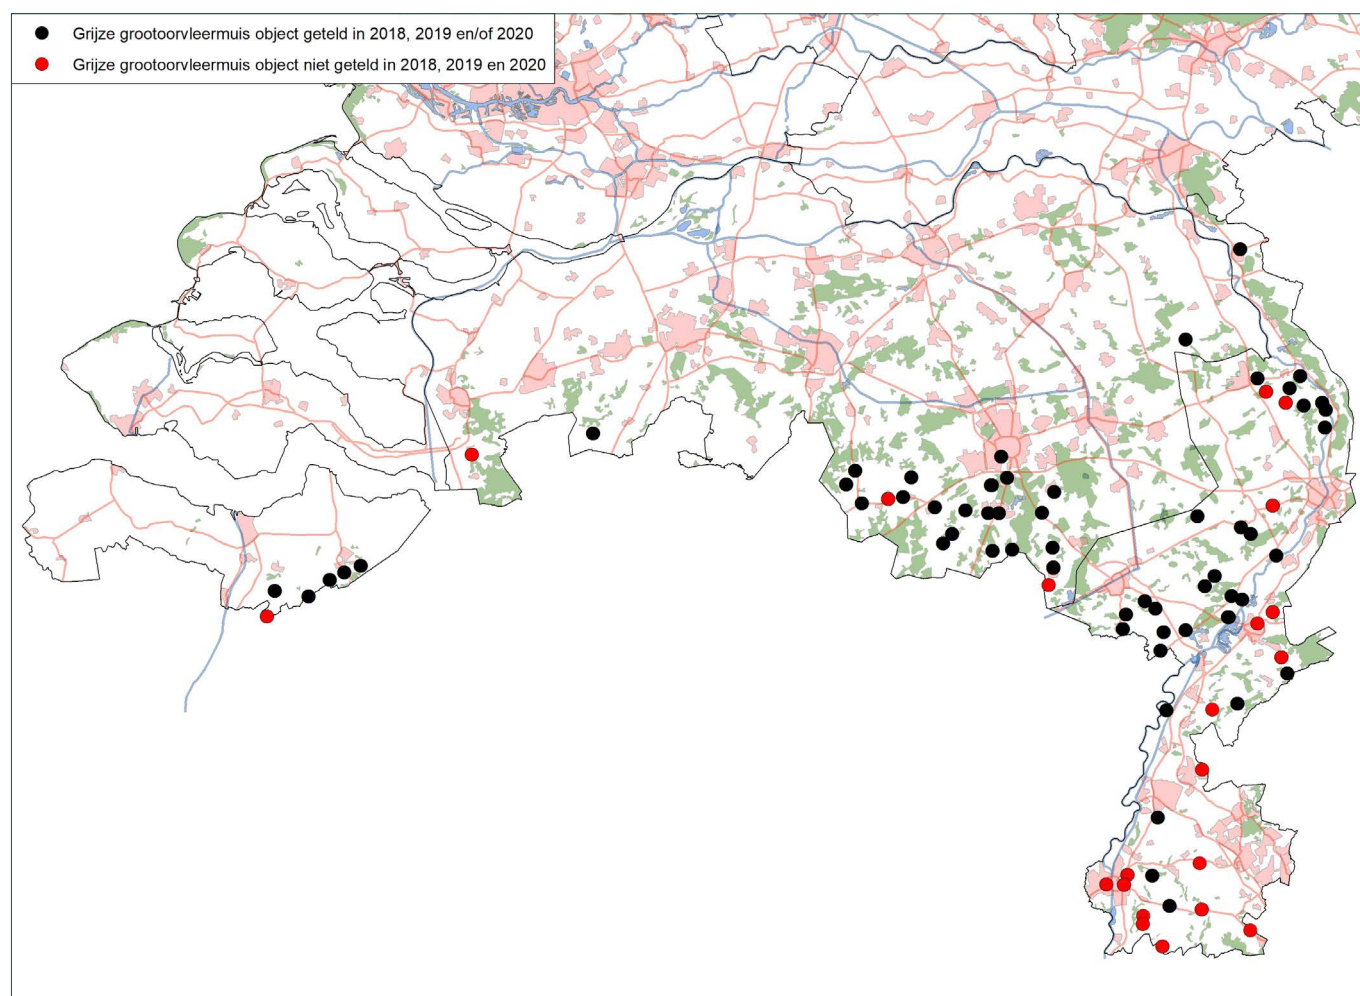 Grijze grootoorvleermuis object geteld in 2018, 2019 en/of 2020
Grijze grootoorvleermuis object niet geteld in 2018, 2019 en 2020